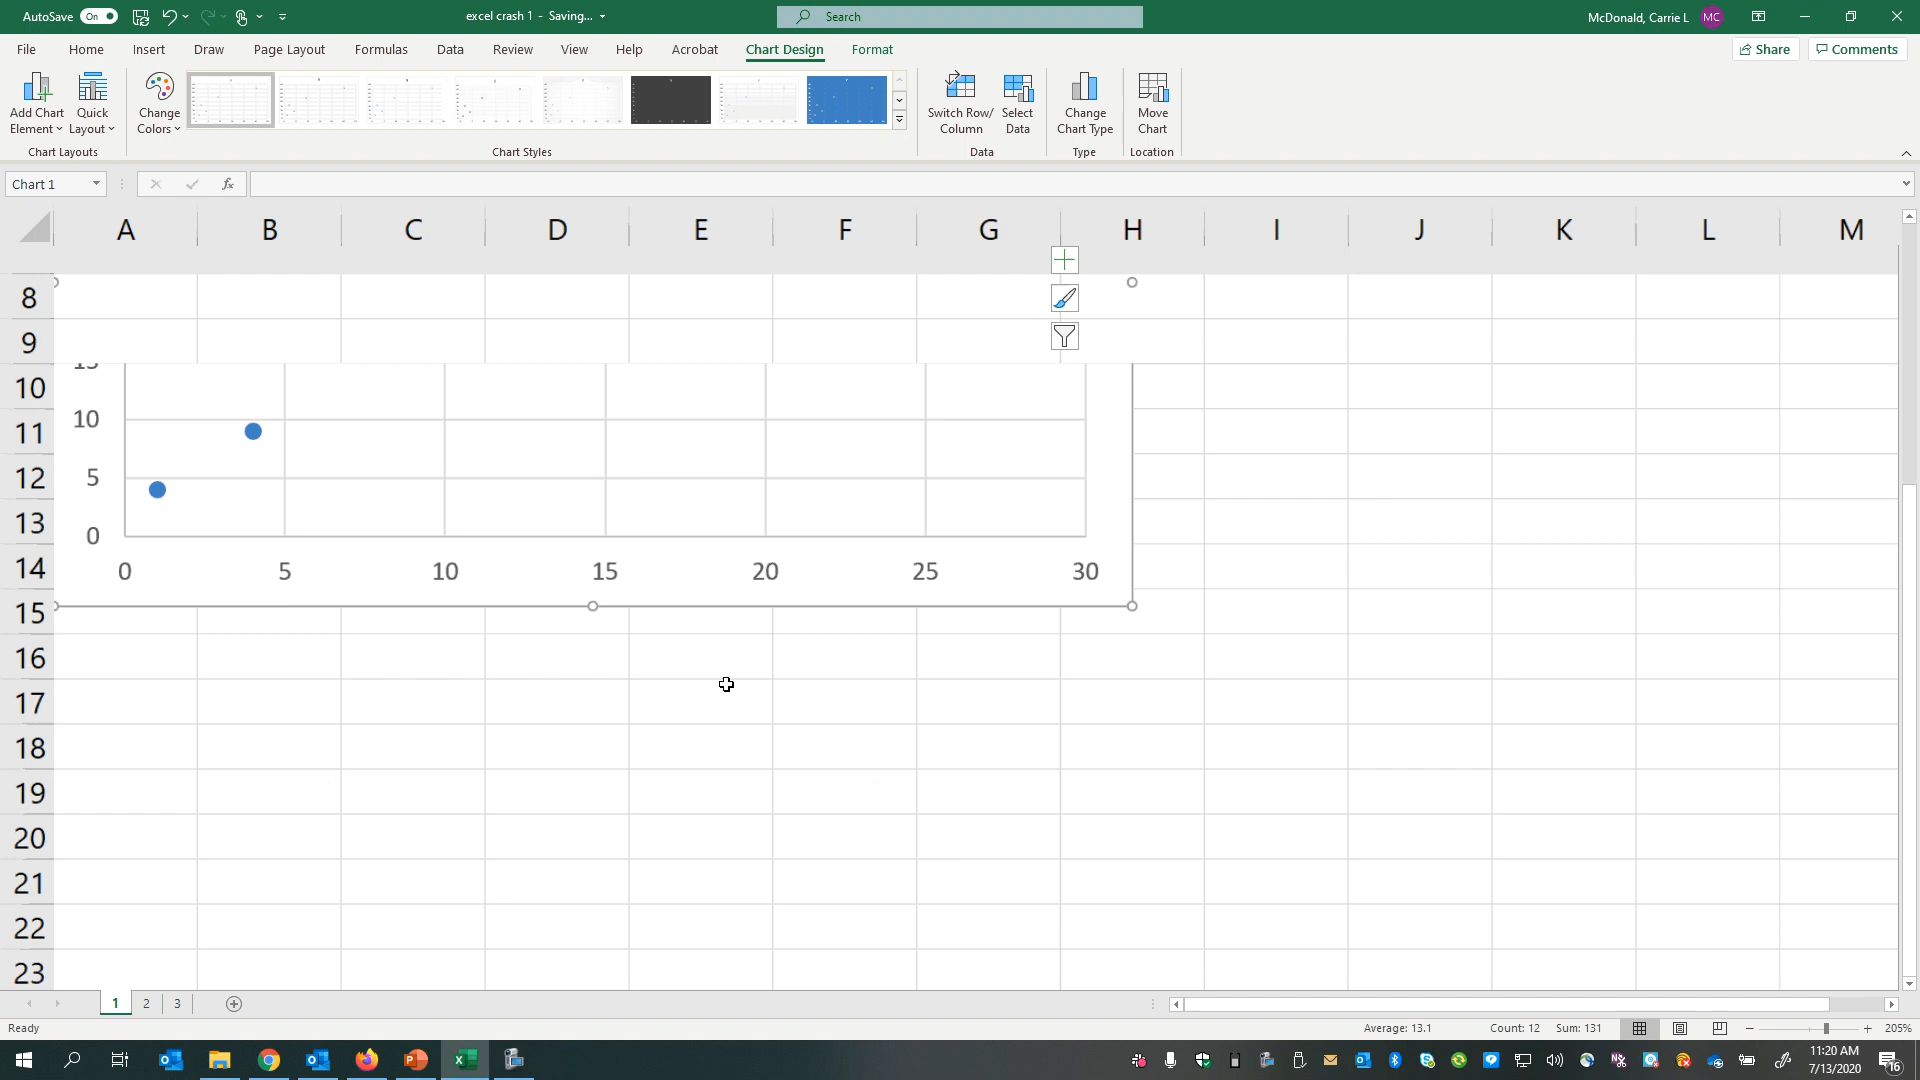 AutoSave On excel crash 1 - Saving... Search McDonald, Carrie L MC
File Home Insert Draw Page Layout Formulas Data Review View Help Acrobat Chart Design Format Share Comments
Add Chart Element Quick Layout Change Colors Switch Row/ Column Select Data Change Chart Type Move Chart
Chart Layouts Chart Styles Data Type Location
Chart 1 fx
A B C D E F G H I J K L M
8
9
15
10
10
11
5
12
0
13
0 5 10 15 20 25 30
14
15
16
17
18
19
20
21
22
23
1 2 3
Ready Average: 13.1 Count: 12 Sum: 131 205%
11:20 AM
7/13/2020
16